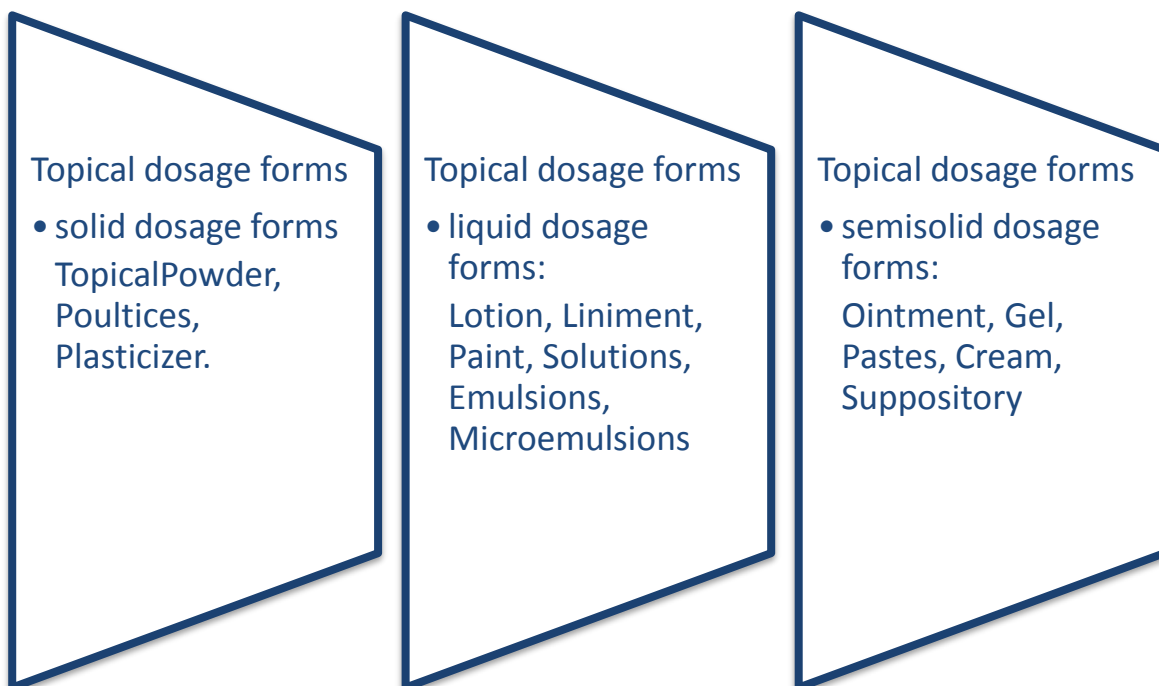 Topical dosage forms
• solid dosage forms
TopicalPowder,
Poultices,
Plasticizer.
Topical dosage forms
• liquid dosage
forms:
Lotion, Liniment,
Paint, Solutions,
Emulsions,
Microemulsions
Topical dosage forms
• semisolid dosage
forms:
Ointment, Gel,
Pastes, Cream,
Suppository